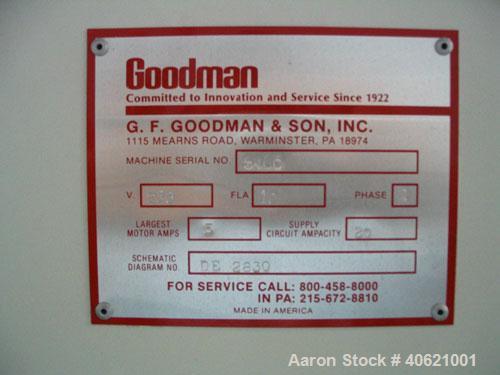 Goodman
Committed to Innovation and Service Since 1922
G. F. GOODMAN & SON, INC.
1115 MEARNS ROAD, WARMINSTER, PA 18974
MACHINE SERIAL NO.
V. FLA PHASE
LARGEST MOTOR AMPS 5 SUPPLY CIRCUIT AMPACITY 20
SCHEMATIC DIAGRAM NO. DE 2830
FOR SERVICE CALL: 800-458-8000
IN PA: 215-672-8810
MADE IN AMERICA
Aaron Stock # 40621001